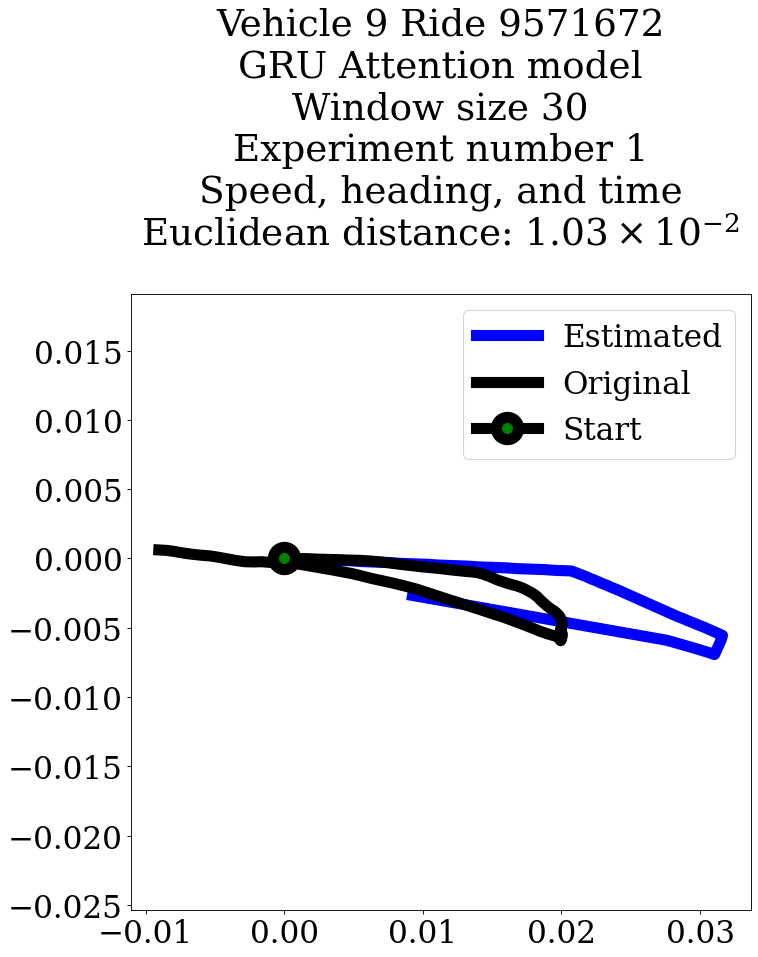 Vehicle 9 Ride 9571672
GRU Attention model
Window size 30
Experiment number 1
Speed, heading, and time
Euclidean distance: 1.03 × 10⁻²
Estimated
Original
Start
0.015
0.010
0.005
0.000
−0.005
−0.010
−0.015
−0.020
−0.025
−0.01 0.00 0.01 0.02 0.03